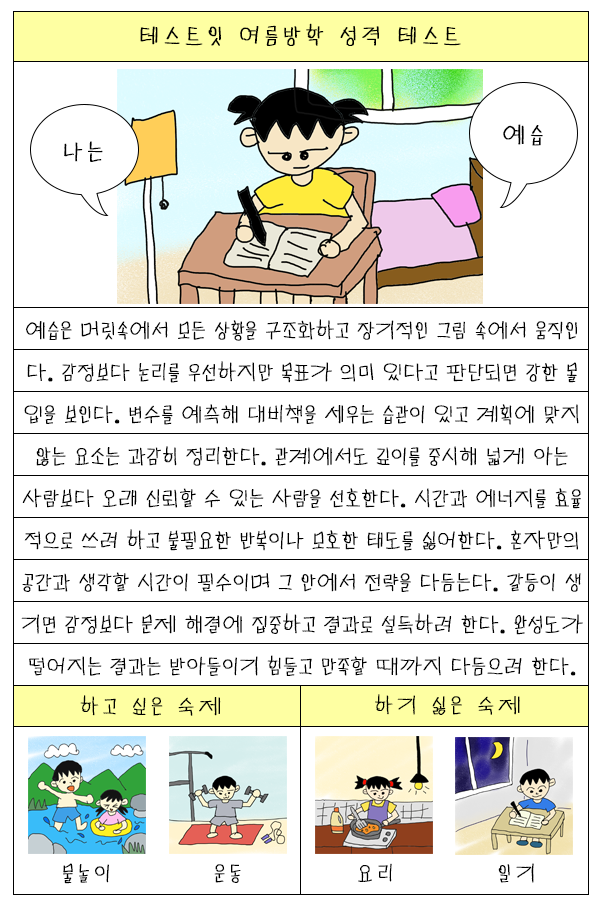 테스트잇 여름방학 성격 테스트
나는
예습
예습은 머릿속에서 모든 상황을 구조화하고 장기적인 그림 속에서 움직인
다. 감정보다 논리를 우선하지만 목표가 의미 있다고 판단되면 강한 몰
입을 보인다. 변수를 예측해 대비책을 세우는 습관이 있고 계획에 맞지
않는 요소는 과감히 정리한다. 관계에서도 깊이를 중시해 넓게 아는
사람보다 오래 신뢰할 수 있는 사람을 선호한다. 시간과 에너지를 효율
적으로 쓰려 하고 불필요한 반복이나 모호한 태도를 싫어한다. 혼자만의
공간과 생각할 시간이 필수이며 그 안에서 전략을 다듬는다. 갈등이 생
기면 감정보다 문제 해결에 집중하고 결과로 설득하려 한다. 완성도가
떨어지는 결과는 받아들이기 힘들고 만족할 때까지 다듬으려 한다.
하고 싶은 숙제
하기 싫은 숙제
물놀이
운동
요리
일기